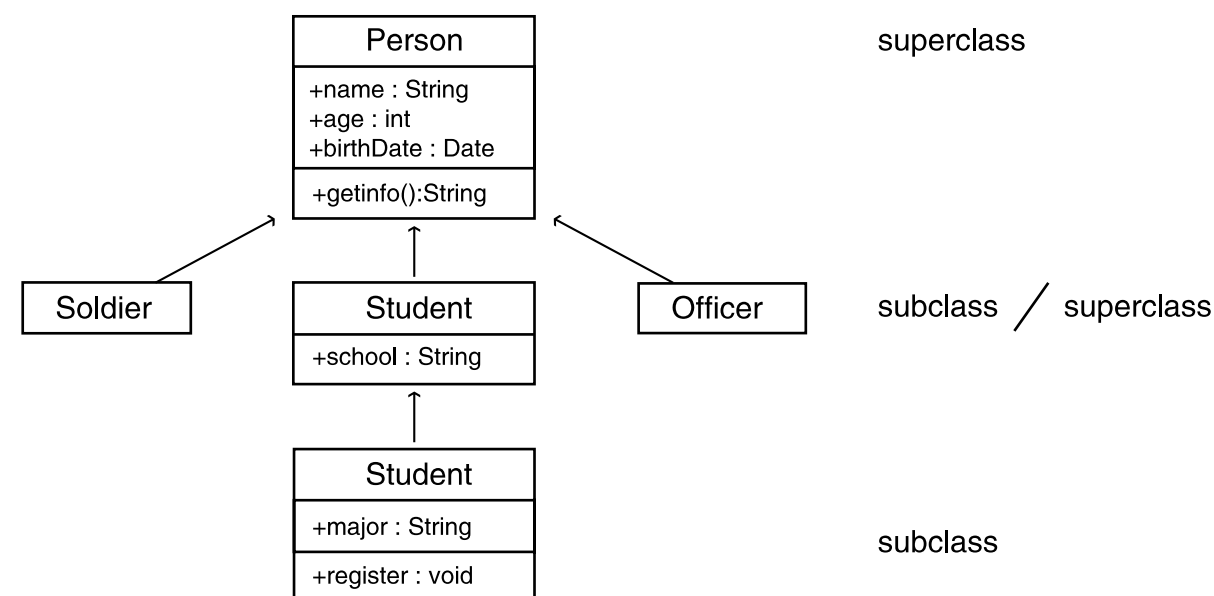 Person
superclass
+name : String
+age : int
+birthDate : Date
+getinfo():String
Soldier
Student
Officer
subclass / superclass
+school : String
Student
+major : String
subclass
+register : void